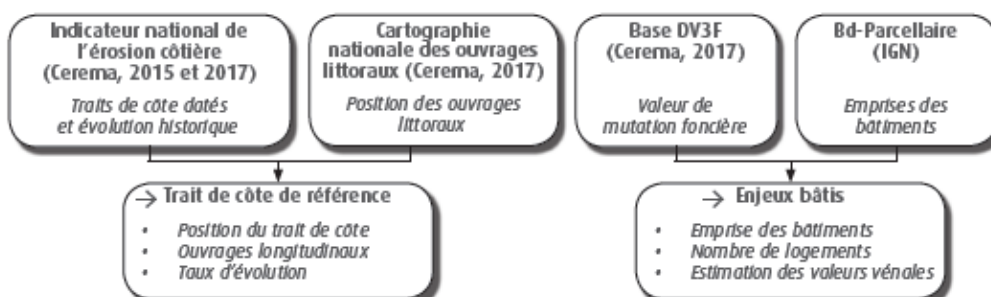 Indicateur national de
l'érosion côtière
(Cerema, 2015 et 2017)
Traits de côte datés
et évolution historique
Cartographie
nationale des ouvrages
littoraux (Cerema, 2017)
Position des ouvrages
littoraux
Base DV3F
(Cerema, 2017)
Valeur de
mutation foncière
Bd-Parcellaire
(IGN)
Emprises des
bâtiments
→ Trait de côte de référence
• Position du trait de côte
• Ouvrages longitudinaux
• Taux d'évolution
→ Enjeux bâtis
• Emprise des bâtiments
• Nombre de logements
• Estimation des valeurs vénales